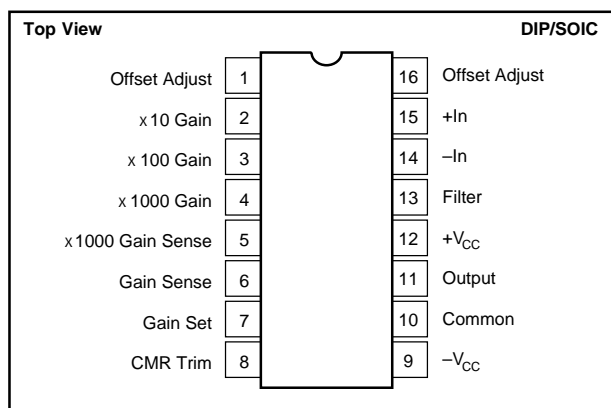 Top View DIP/SOIC
Offset Adjust 1 16 Offset Adjust
x10 Gain 2 15 +In
x100 Gain 3 14 –In
x1000 Gain 4 13 Filter
x1000 Gain Sense 5 12 +VCC
Gain Sense 6 11 Output
Gain Set 7 10 Common
CMR Trim 8 9 –VCC